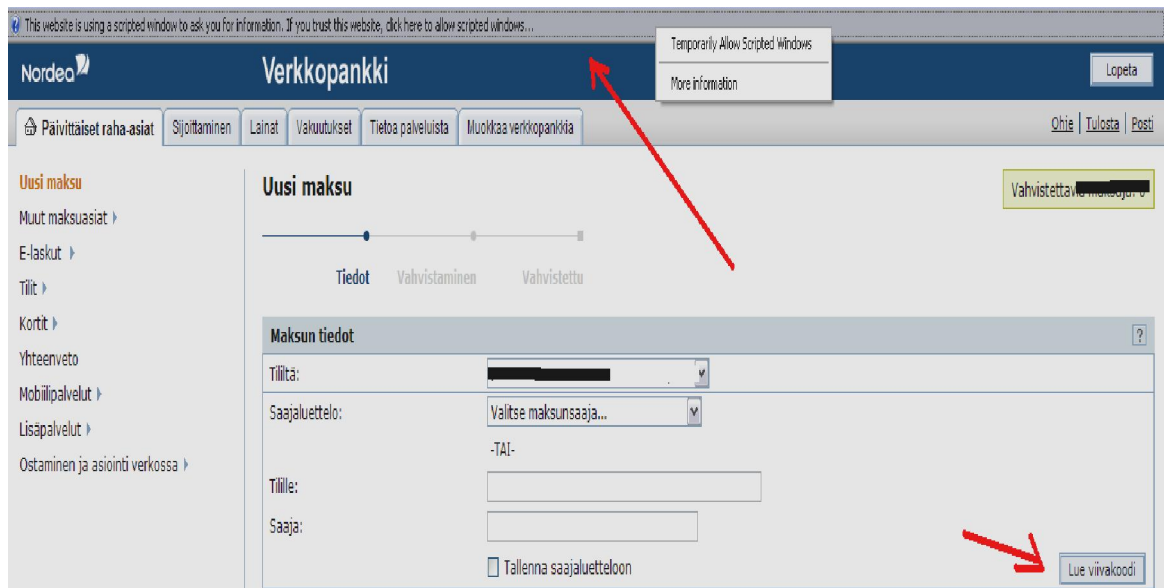 This website is using a scripted window to ask you for information. If you trust this website, click here to allow scripted windows...
Temporarily Allow Scripted Windows
More information
Nordea
Verkkopankki
Lopeta
Päivittäiset raha-asiat
Sijoittaminen
Lainat
Vakuutukset
Tietoa palveluista
Muokkaa verkkopankkia
Ohje | Tulosta | Posti
Uusi maksu
Muut maksuasiat
E-laskut
Tilit
Kortit
Yhteenveto
Mobiilipalvelut
Lisäpalvelut
Ostaminen ja asiointi verkossa
Uusi maksu
Tiedot
Vahvistaminen
Vahvistettu
Maksun tiedot
?
Tililtä:
Saajaluettelo:
Valitse maksunsaaja...
-TAI-
Tilille:
Saaja:
Tallenna saajaluetteloon
Lue viivakoodi